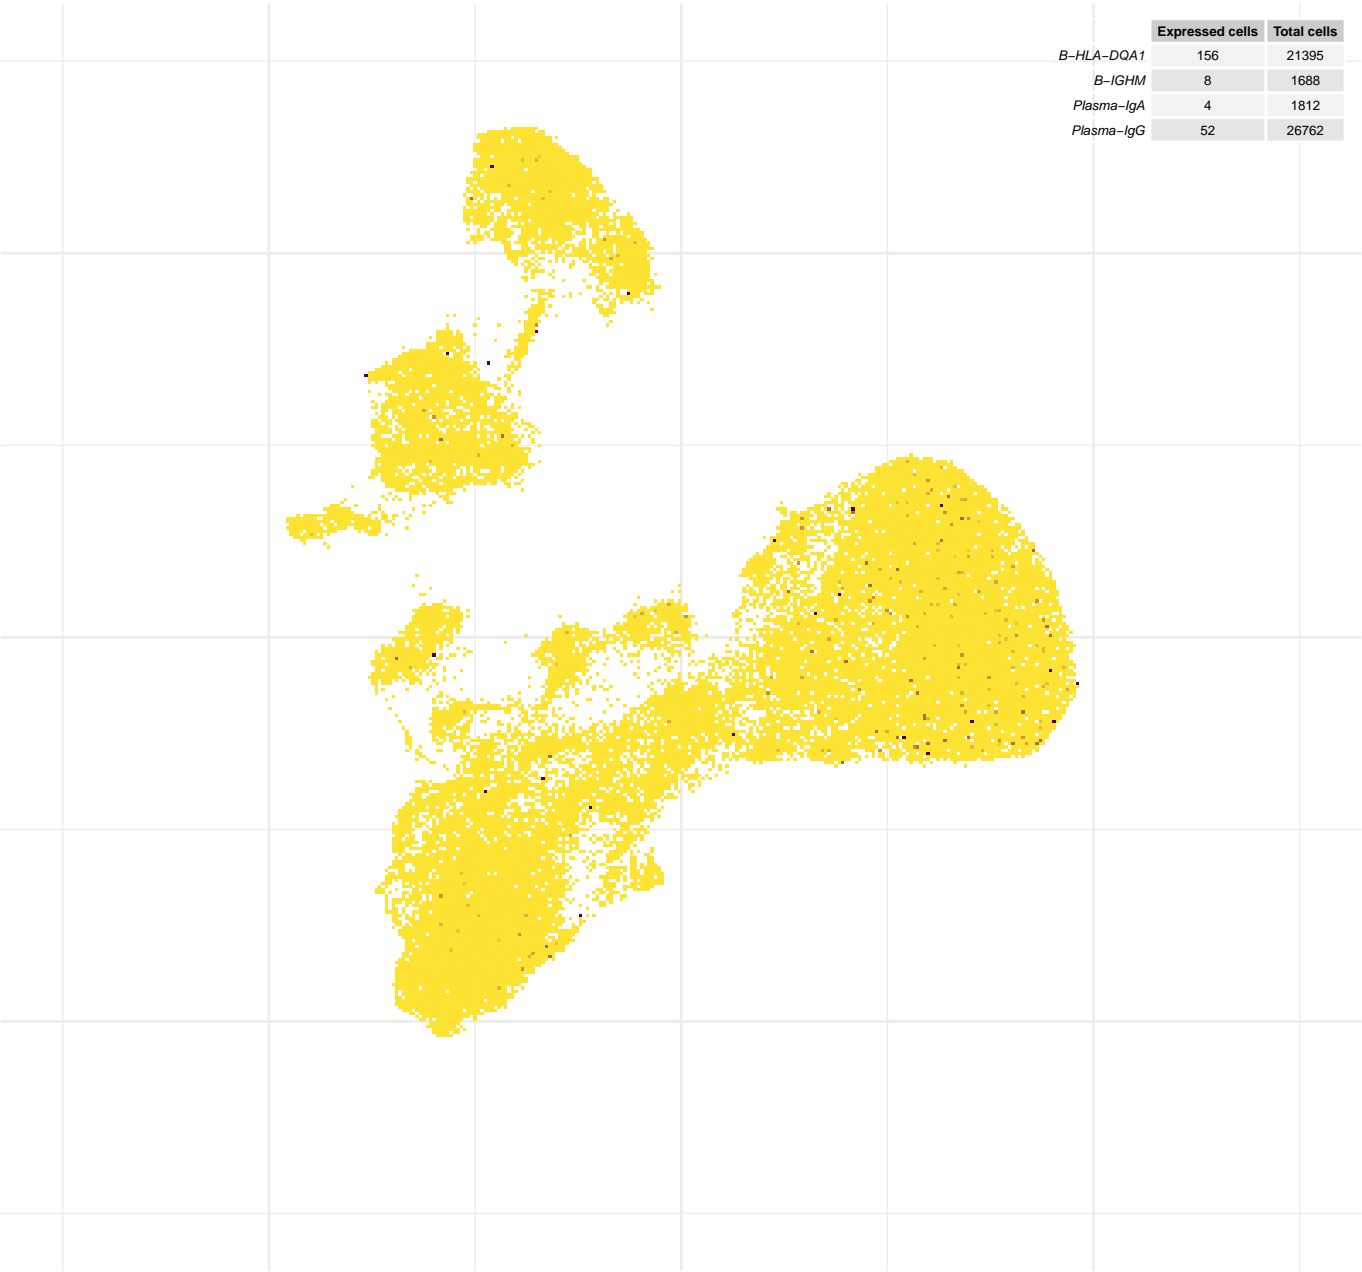 Expressed cells Total cells
B−HLA−DQA1 156 21395
B−IGHM 8 1688
Plasma−IgA 4 1812
Plasma−IgG 52 26762